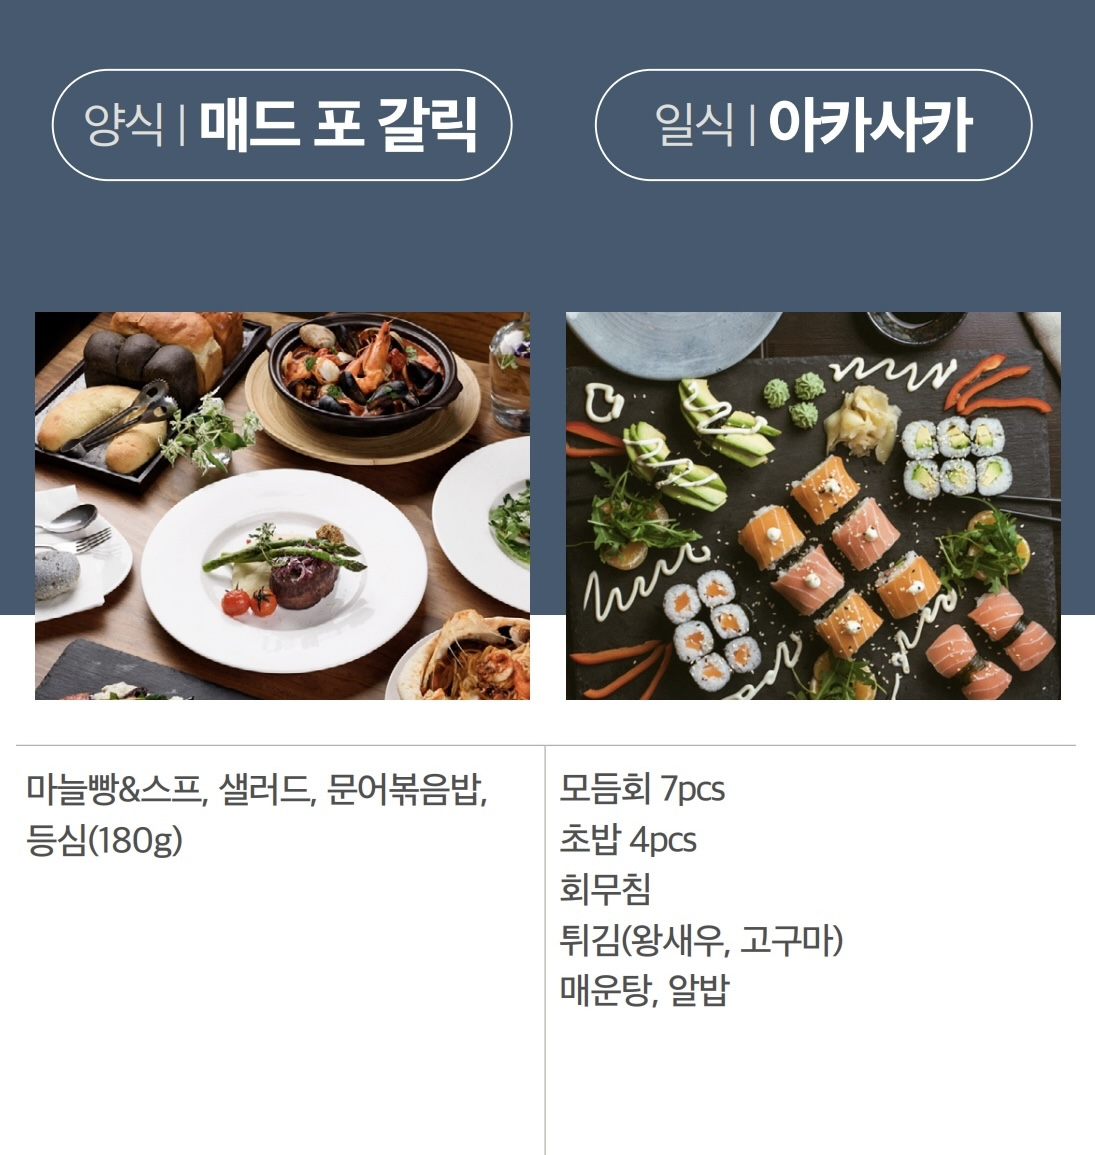 양식 | 매드 포 갈릭
일식 | 아카사카
마늘빵&스프, 샐러드, 문어볶음밥,
등심(180g)
모듬회 7pcs
초밥 4pcs
회무침
튀김(왕새우, 고구마)
매운탕, 알밥